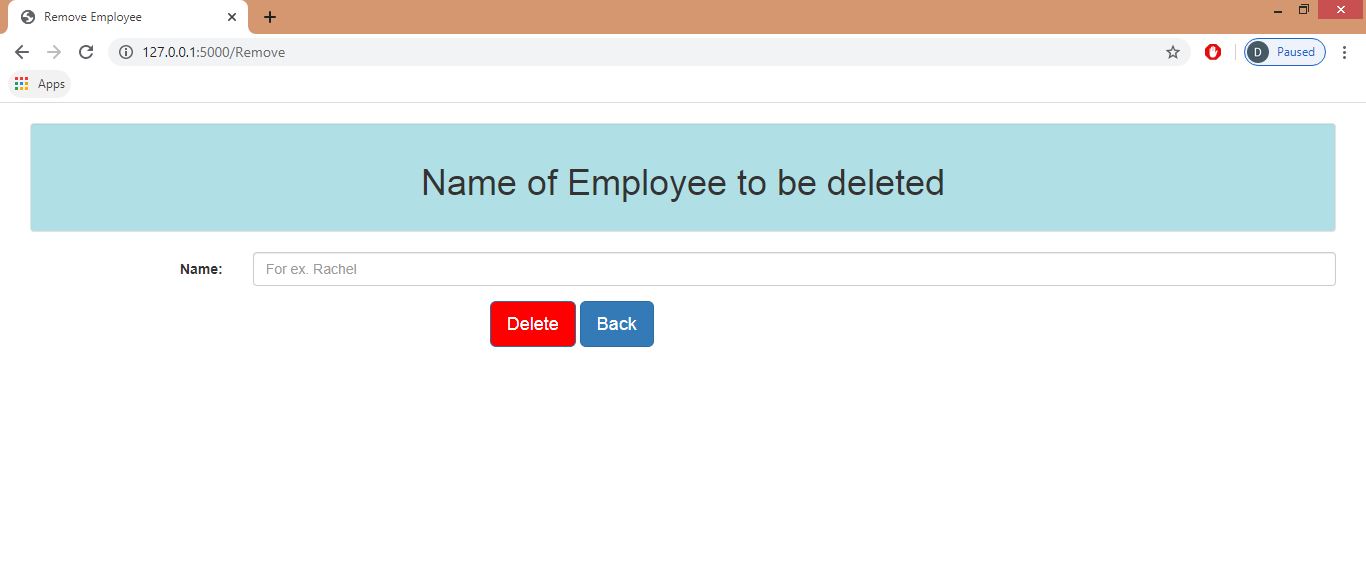 Remove Employee
127.0.0.1:5000/Remove
D Paused
Apps
Name of Employee to be deleted
Name: For ex. Rachel
Delete Back